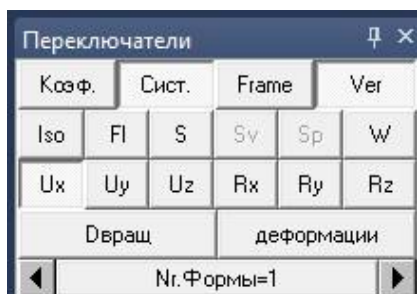 Переключатели
Коэф. Сист. Frame Ver
Iso Fl S Sv Sp W
Ux Uy Uz Rx Ry Rz
Dвращ деформации
Nr.Формы=1